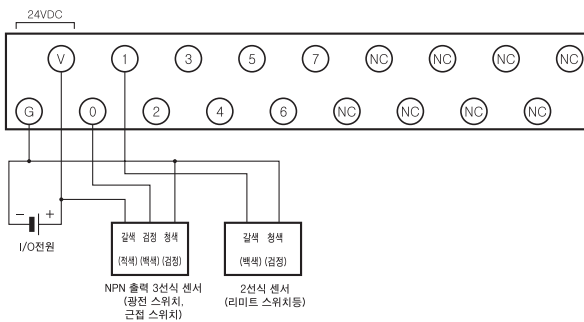 24VDC
V 1 3 5 7 NC NC NC NC
G 0 2 4 6 NC NC NC NC
− +
I/O전원
갈색 검정 청색
(적색) (백색) (검정)
NPN 출력 3선식 센서
(광전 스위치,
근접 스위치)
갈색 청색
(백색) (검정)
2선식 센서
(리미트 스위치등)